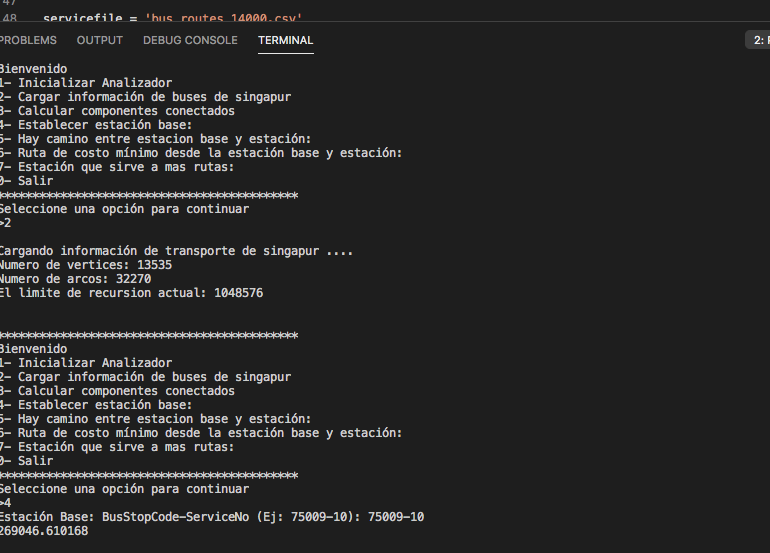 47
48 servicefile = 'bus_routes_14000.csv'
PROBLEMS OUTPUT DEBUG CONSOLE TERMINAL 2:
Bienvenido
1- Inicializar Analizador
2- Cargar información de buses de singapur
3- Calcular componentes conectados
4- Establecer estación base:
5- Hay camino entre estacion base y estación:
6- Ruta de costo mínimo desde la estación base y estación:
7- Estación que sirve a mas rutas:
0- Salir
*******************************************
Seleccione una opción para continuar
>2
Cargando información de transporte de singapur ....
Numero de vertices: 13535
Numero de arcos: 32270
El limite de recursion actual: 1048576
*******************************************
Bienvenido
1- Inicializar Analizador
2- Cargar información de buses de singapur
3- Calcular componentes conectados
4- Establecer estación base:
5- Hay camino entre estacion base y estación:
6- Ruta de costo mínimo desde la estación base y estación:
7- Estación que sirve a mas rutas:
0- Salir
*******************************************
Seleccione una opción para continuar
>4
Estación Base: BusStopCode-ServiceNo (Ej: 75009-10): 75009-10
269046.610168